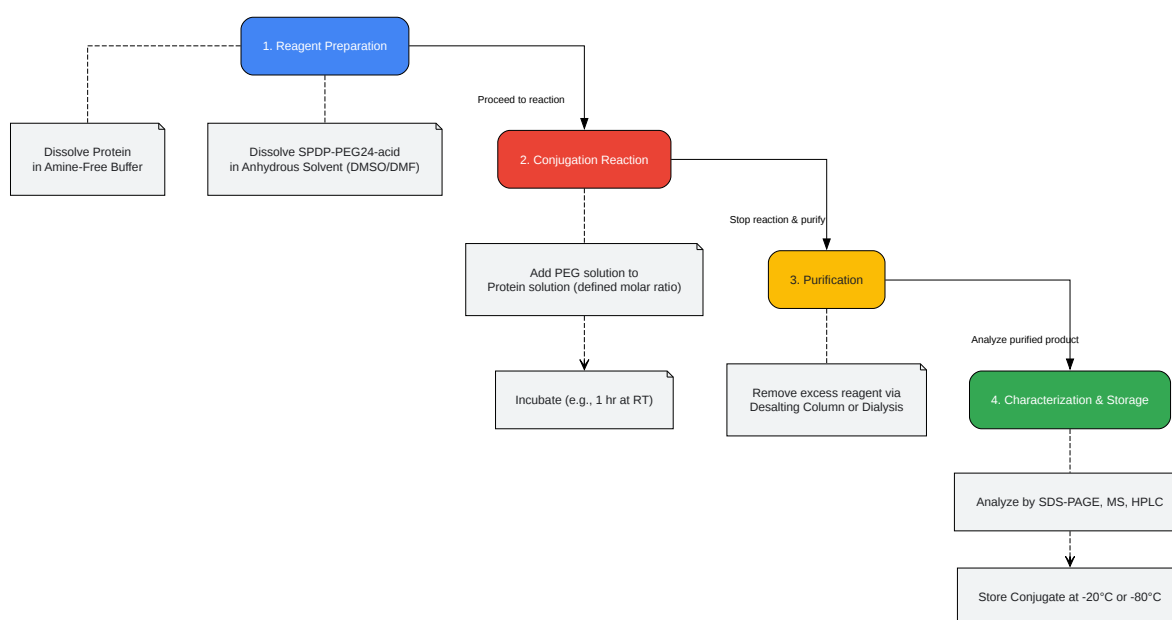 1. Reagent Preparation
Proceed to reaction
Dissolve Protein
in Amine-Free Buffer
Dissolve SPDP-PEG24-acid
in Anhydrous Solvent (DMSO/DMF)
2. Conjugation Reaction
Stop reaction & purify
Add PEG solution to
Protein solution (defined molar ratio)
3. Purification
Analyze purified product
Incubate (e.g., 1 hr at RT)
Remove excess reagent via
Desalting Column or Dialysis
4. Characterization & Storage
Analyze by SDS-PAGE, MS, HPLC
Store Conjugate at -20°C or -80°C